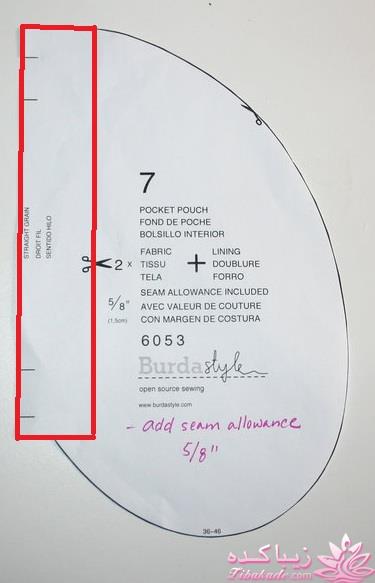 STRAIGHT GRAIN
DROIT FIL
SENTIDO HILO
7
POCKET POUCH
FOND DE POCHE
BOLSILLO INTERIOR
2 x FABRIC TISSU TELA + LINING DOUBLURE FORRO
5/8" (1,5cm)
SEAM ALLOWANCE INCLUDED
AVEC VALEUR DE COUTURE
CON MARGEN DE COSTURA
6053
Burdastyle
open source sewing
www.burdastyle.com
- add seam allowance
5/8"
36-46
زیباکده
Zibakade.com